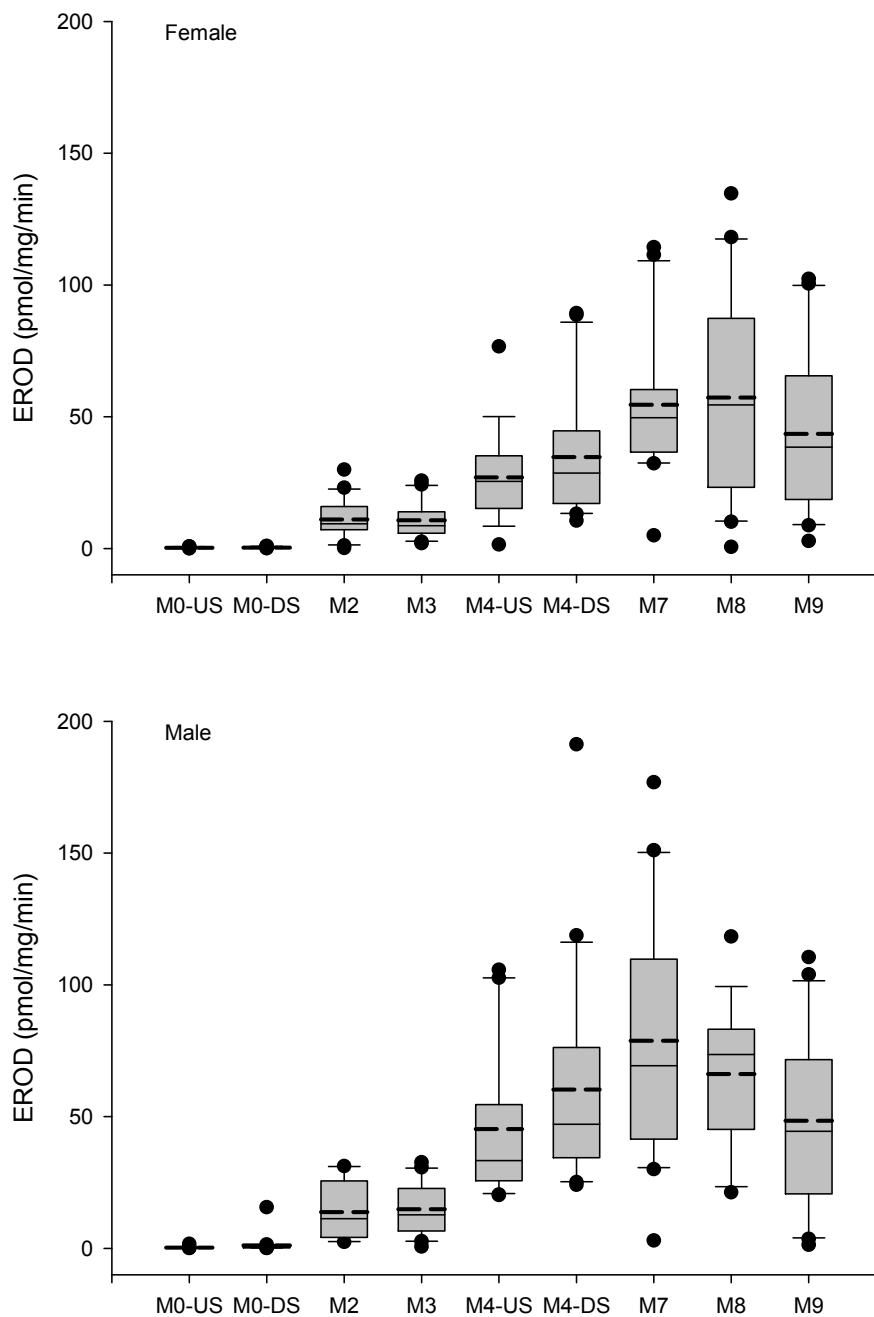 200
Female
150
100
50
0
EROD (pmol/mg/min)
M0-US M0-DS M2 M3 M4-US M4-DS M7 M8 M9
200
Male
150
100
50
0
EROD (pmol/mg/min)
M0-US M0-DS M2 M3 M4-US M4-DS M7 M8 M9